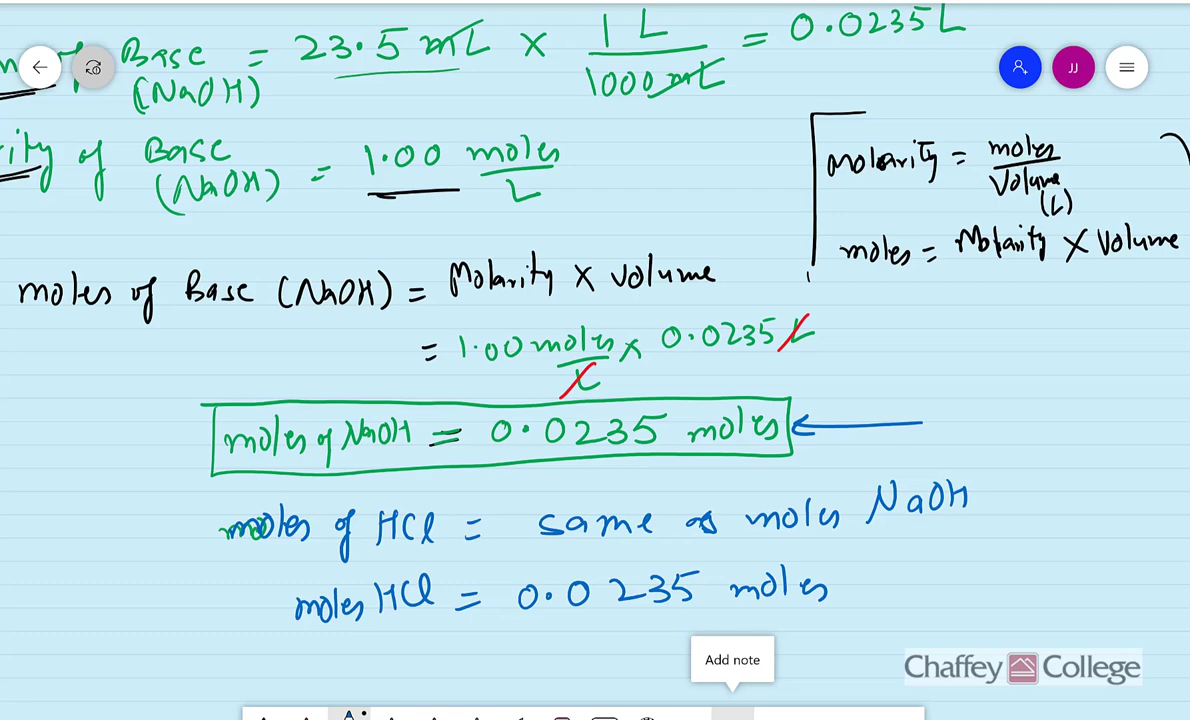 Base = 23.5 mL × 1 L / 1000 mL = 0.0235 L
(NaOH)
ity of Base = 1.00 moles / L
(NaOH)
Molarity = moles / Volume (L)
moles = Molarity × Volume
moles of Base (NaOH) = Molarity × Volume
= 1.00 moles / L × 0.0235 L
moles of NaOH = 0.0235 moles
moles of HCl = same as moles NaOH
moles HCl = 0.0235 moles
JJ
Add note
Chaffey College